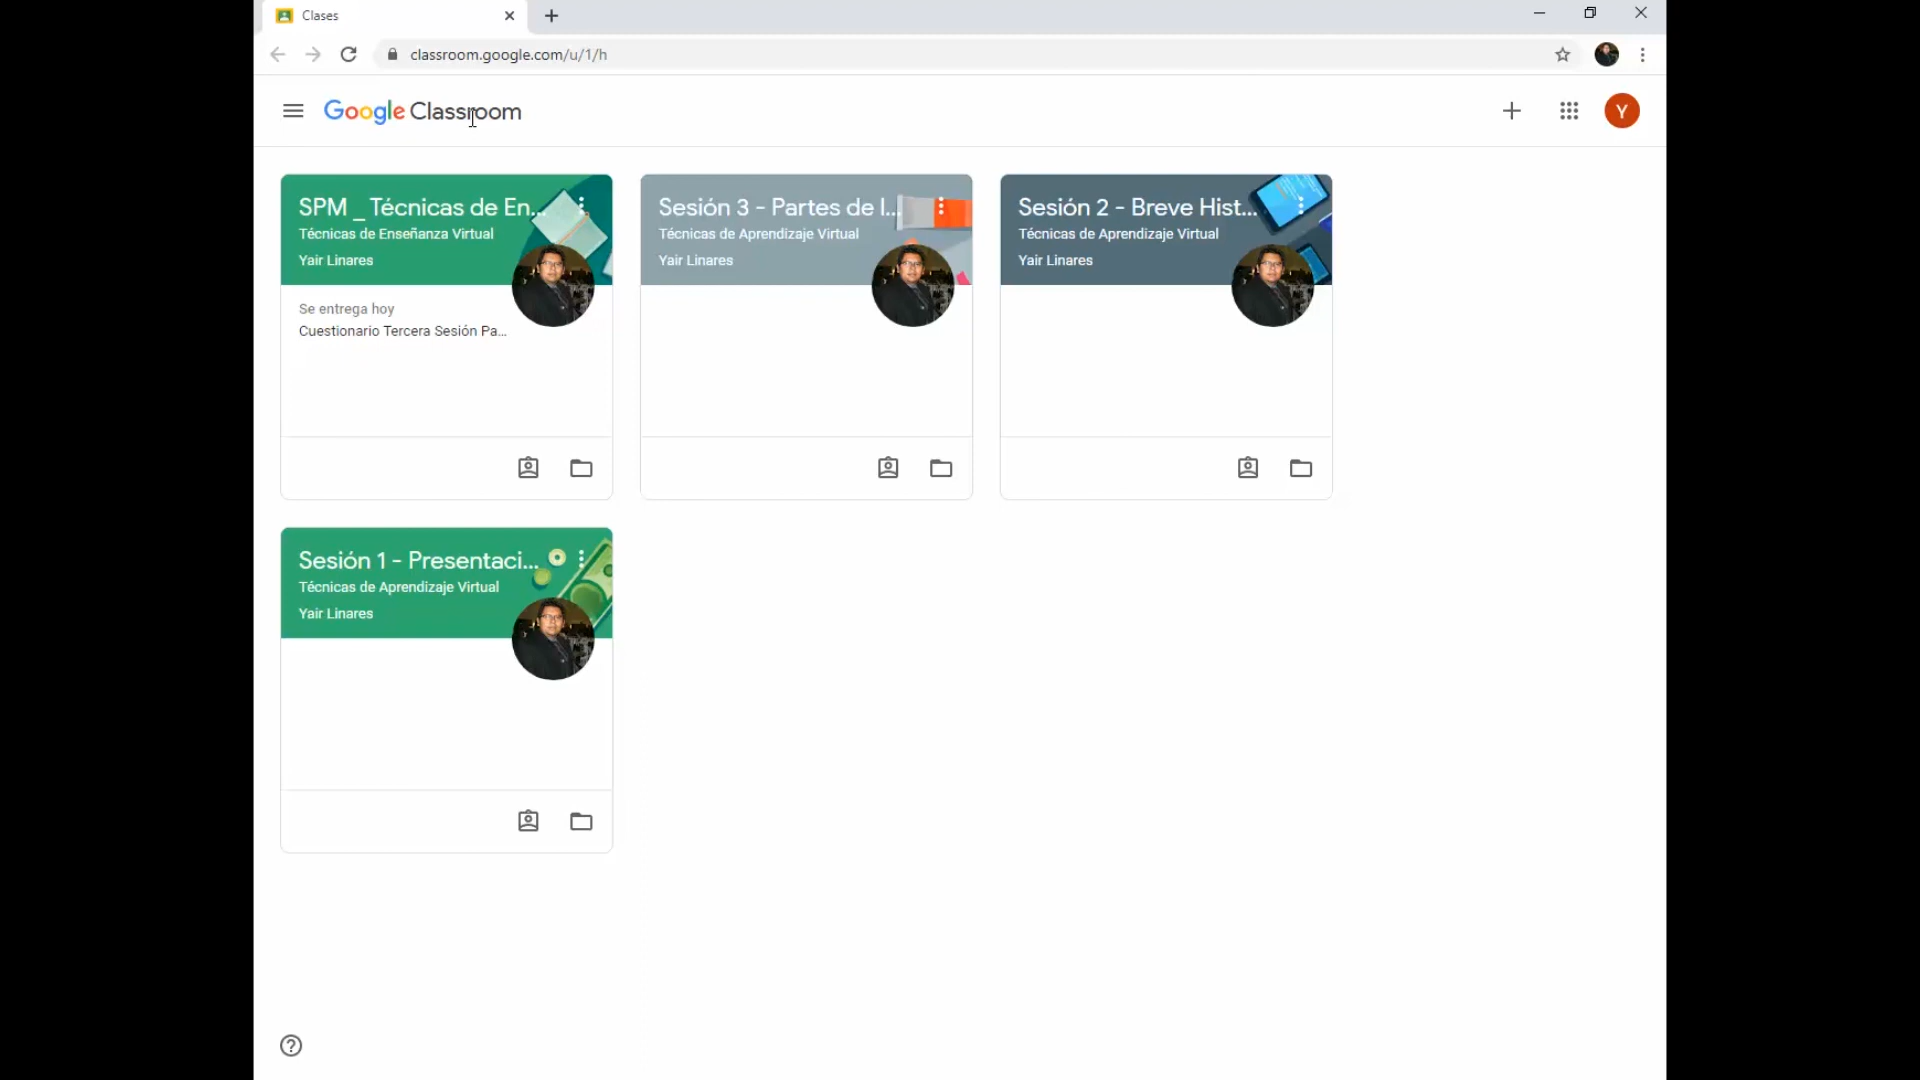 Clases
classroom.google.com/u/1/h
Google Classroom
Y
SPM _ Técnicas de En...
Técnicas de Enseñanza Virtual
Yair Linares
Se entrega hoy
Cuestionario Tercera Sesión Pa...
Sesión 3 - Partes de l...
Técnicas de Aprendizaje Virtual
Yair Linares
Sesión 2 - Breve Hist...
Técnicas de Aprendizaje Virtual
Yair Linares
Sesión 1 - Presentaci...
Técnicas de Aprendizaje Virtual
Yair Linares